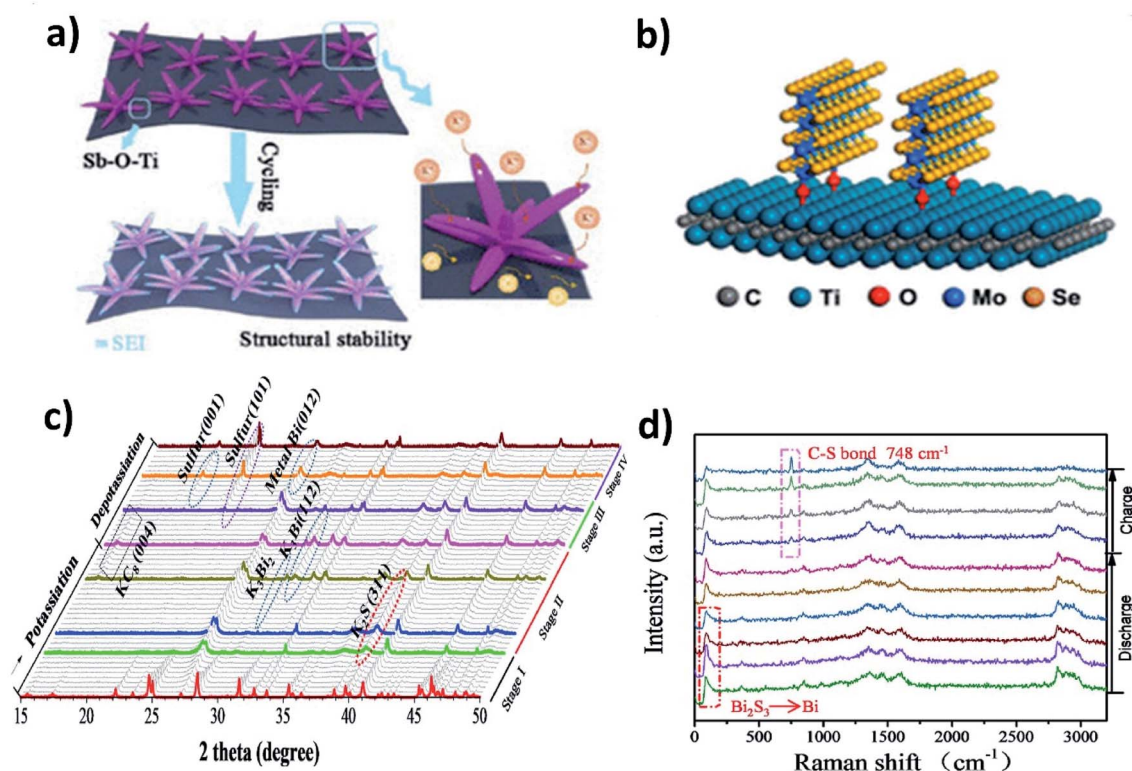 a)
Sb-O-Ti
Cycling
K⁺
≈ SEI
Structural stability
b)
C Ti O Mo Se
c)
Sulfur(001)
Sulfur(101)
Metal Bi(012)
Depotassiation
Potassiation
KC₈ (004)
K₃Bi(112)
K₂S (311)
Stage I
Stage II
Stage III
Stage IV
15 20 25 30 35 40 45 50
2 theta (degree)
d)
C-S bond 748 cm⁻¹
Bi₂S₃→Bi
Charge
Discharge
Intensity (a.u.)
0 500 1000 1500 2000 2500 3000
Raman shift （cm⁻¹）